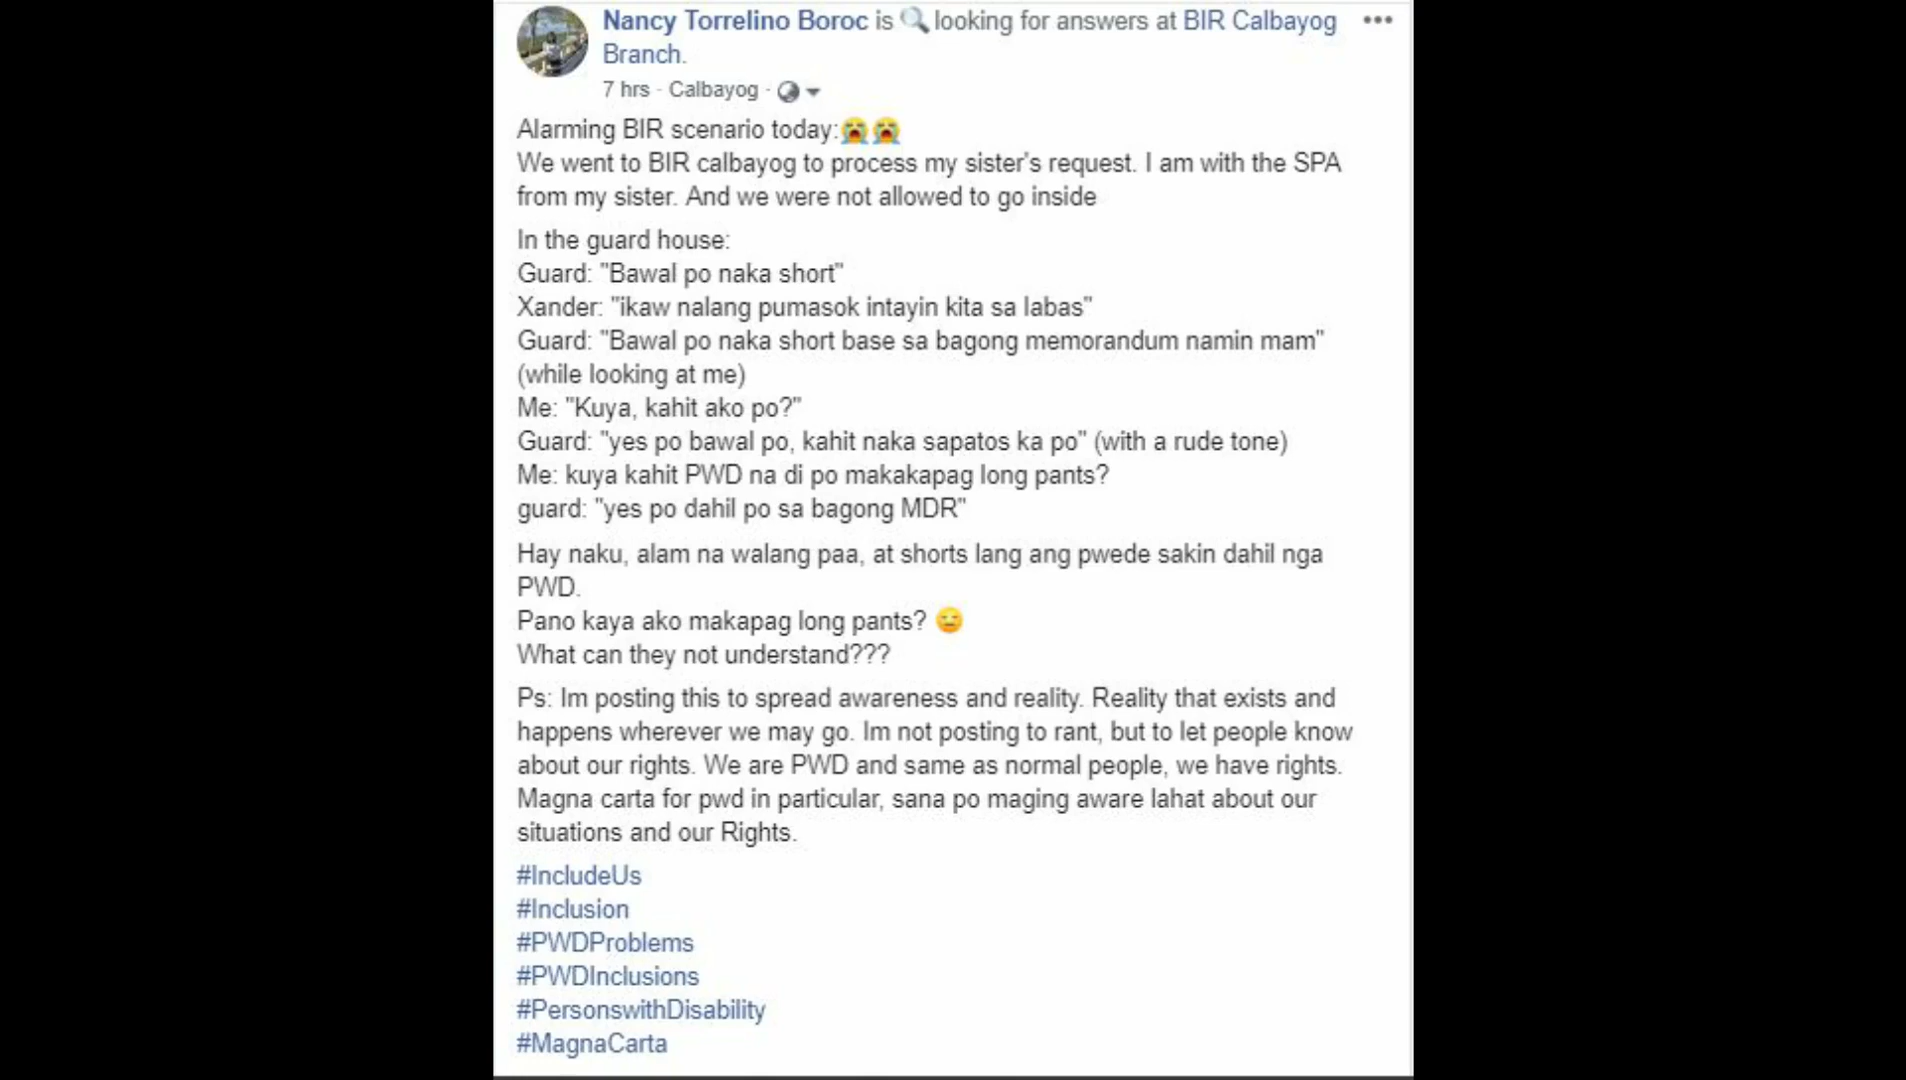 Nancy Torrelino Boroc is 🔍 looking for answers at BIR Calbayog
Branch.
7 hrs · Calbayog ·
Alarming BIR scenario today:😭😭
We went to BIR calbayog to process my sister's request. I am with the SPA
from my sister. And we were not allowed to go inside
In the guard house:
Guard: "Bawal po naka short"
Xander: "ikaw nalang pumasok intayin kita sa labas"
Guard: "Bawal po naka short base sa bagong memorandum namin mam"
(while looking at me)
Me: "Kuya, kahit ako po?"
Guard: "yes po bawal po, kahit naka sapatos ka po" (with a rude tone)
Me: kuya kahit PWD na di po makakapag long pants?
guard: "yes po dahil po sa bagong MDR"
Hay naku, alam na walang paa, at shorts lang ang pwede sakin dahil nga
PWD.
Pano kaya ako makapag long pants? 🙄
What can they not understand???
Ps: Im posting this to spread awareness and reality. Reality that exists and
happens wherever we may go. Im not posting to rant, but to let people know
about our rights. We are PWD and same as normal people, we have rights.
Magna carta for pwd in particular, sana po maging aware lahat about our
situations and our Rights.
#IncludeUs
#Inclusion
#PWDProblems
#PWDInclusions
#PersonswithDisability
#MagnaCarta